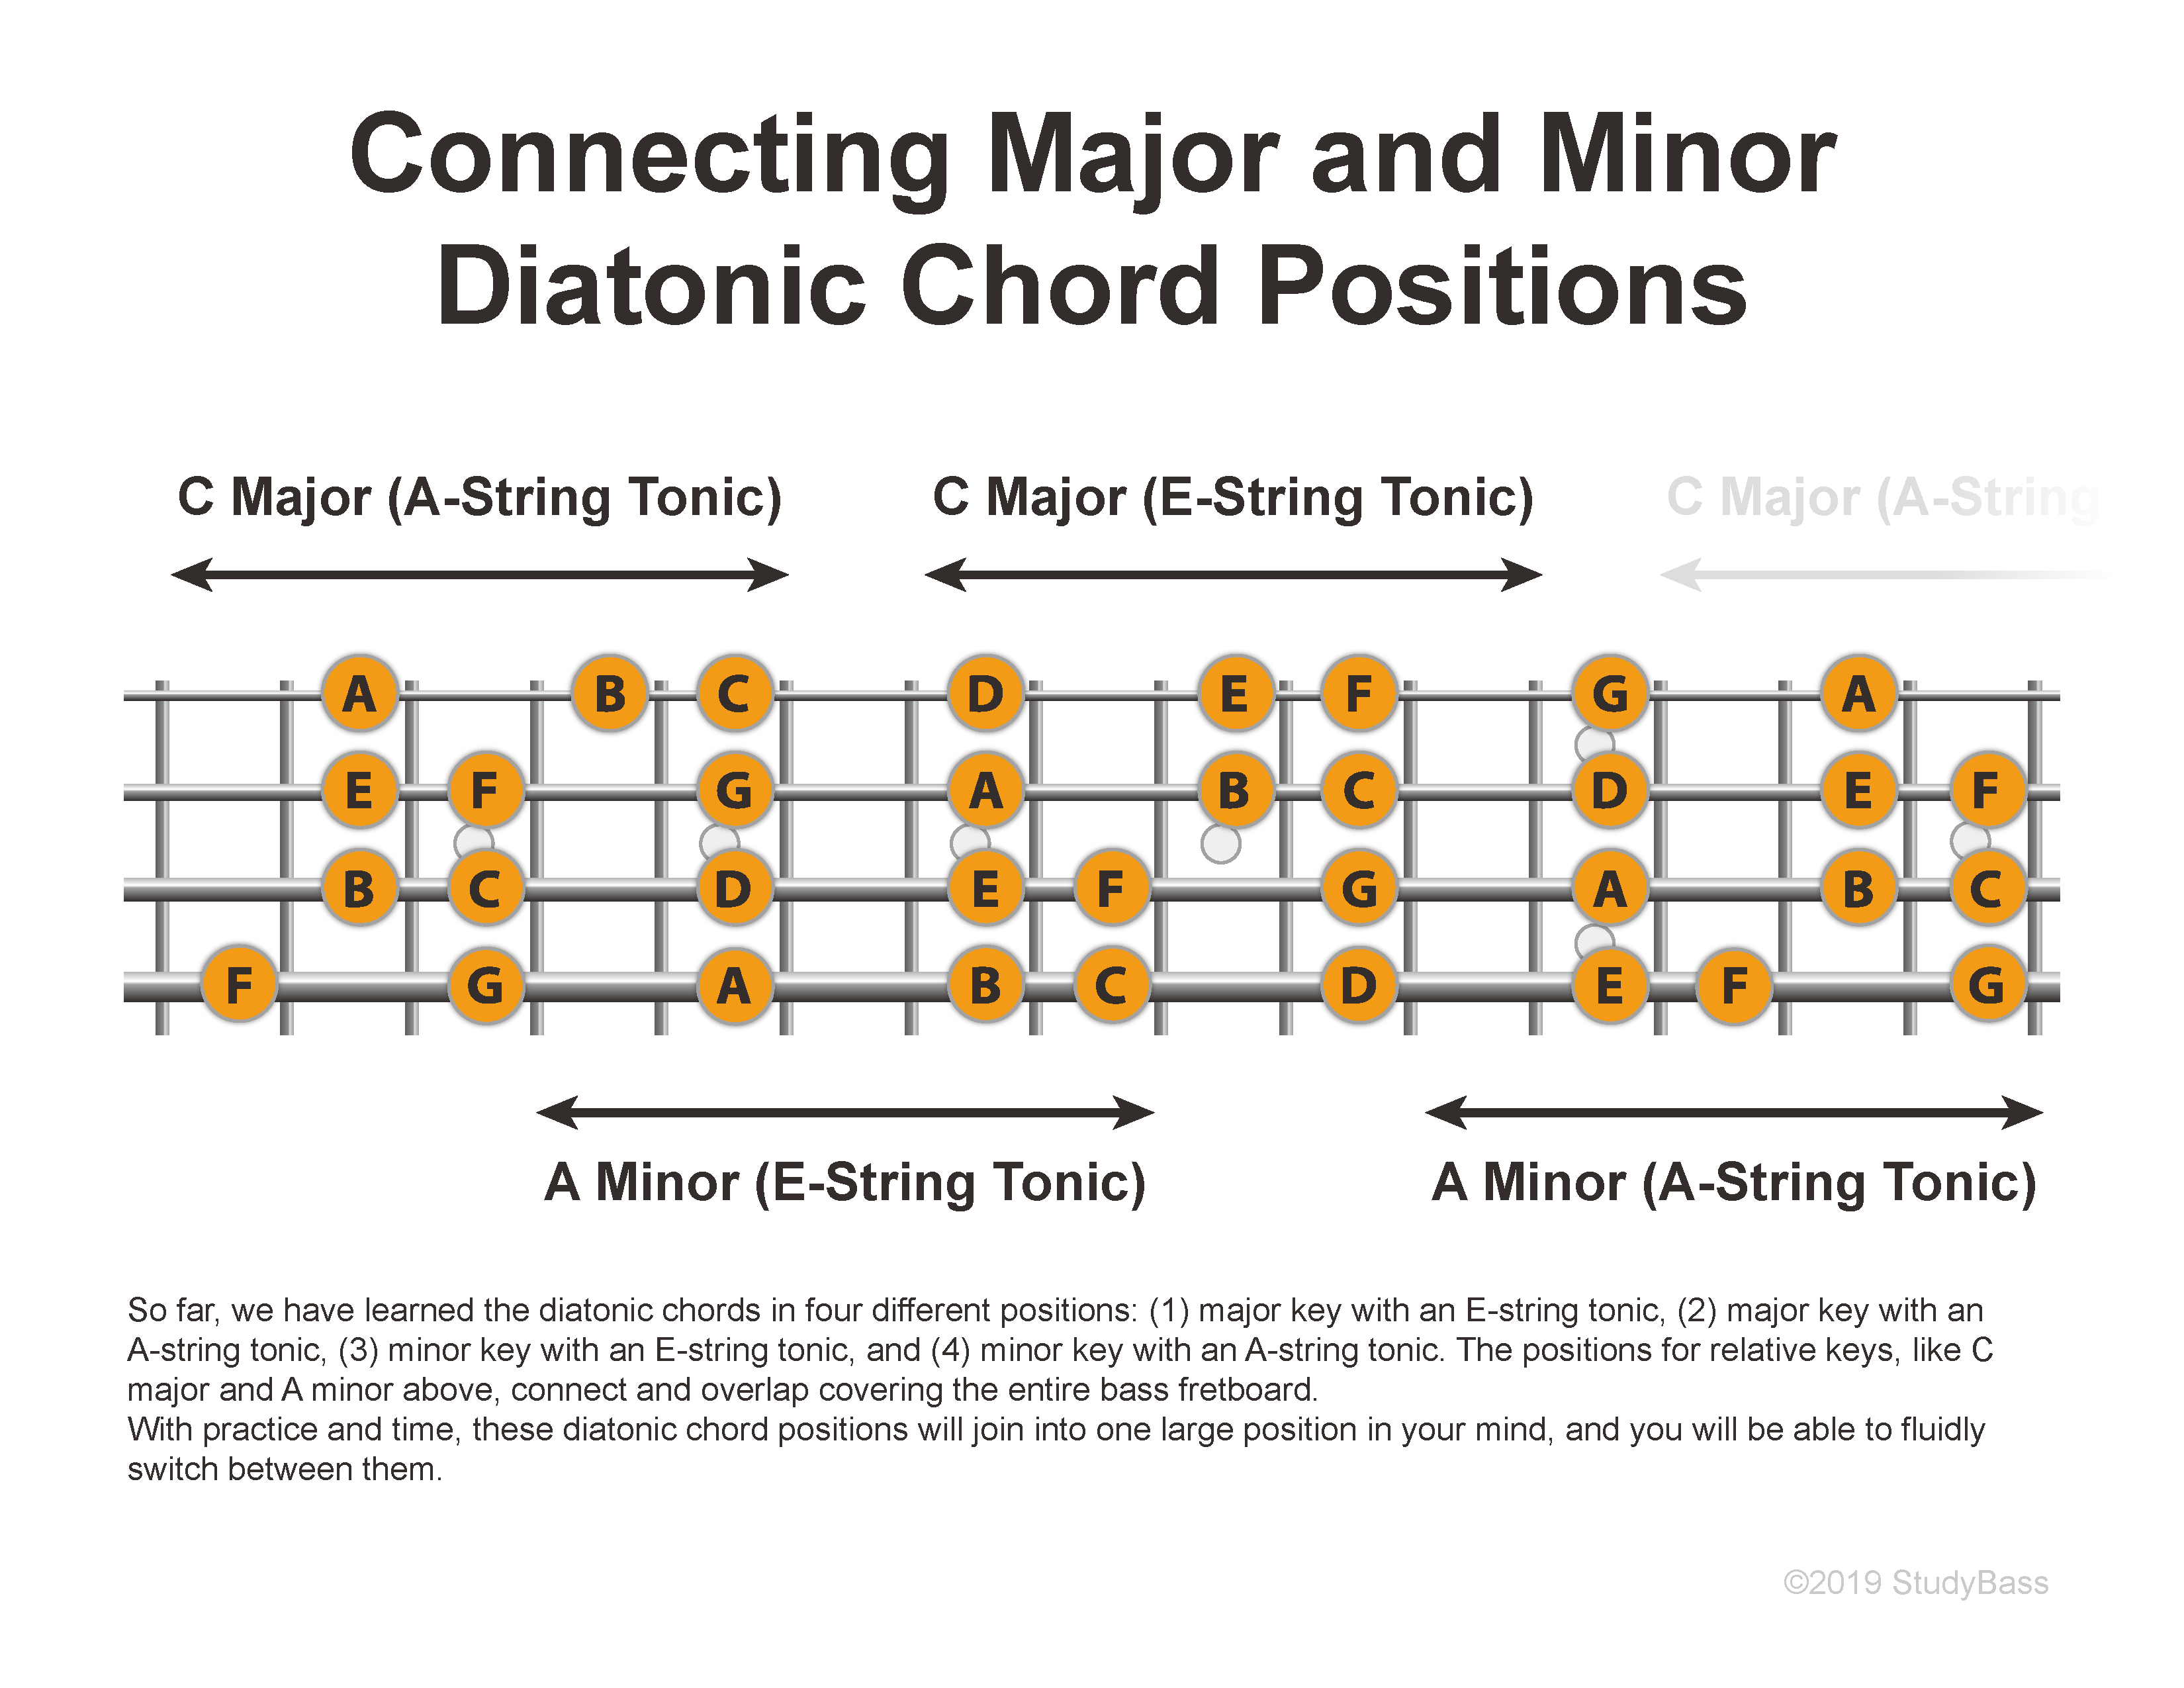 Connecting Major and Minor
Diatonic Chord Positions
C Major (A-String Tonic) C Major (E-String Tonic) C Major (A-String
A B C D E F G A
E F G A B C D E F
B C D E F G A B C
F G A B C D E F G
A Minor (E-String Tonic) A Minor (A-String Tonic)
So far, we have learned the diatonic chords in four different positions: (1) major key with an E-string tonic, (2) major key with an
A-string tonic, (3) minor key with an E-string tonic, and (4) minor key with an A-string tonic. The positions for relative keys, like C
major and A minor above, connect and overlap covering the entire bass fretboard.
With practice and time, these diatonic chord positions will join into one large position in your mind, and you will be able to fluidly
switch between them.
©2019 StudyBass